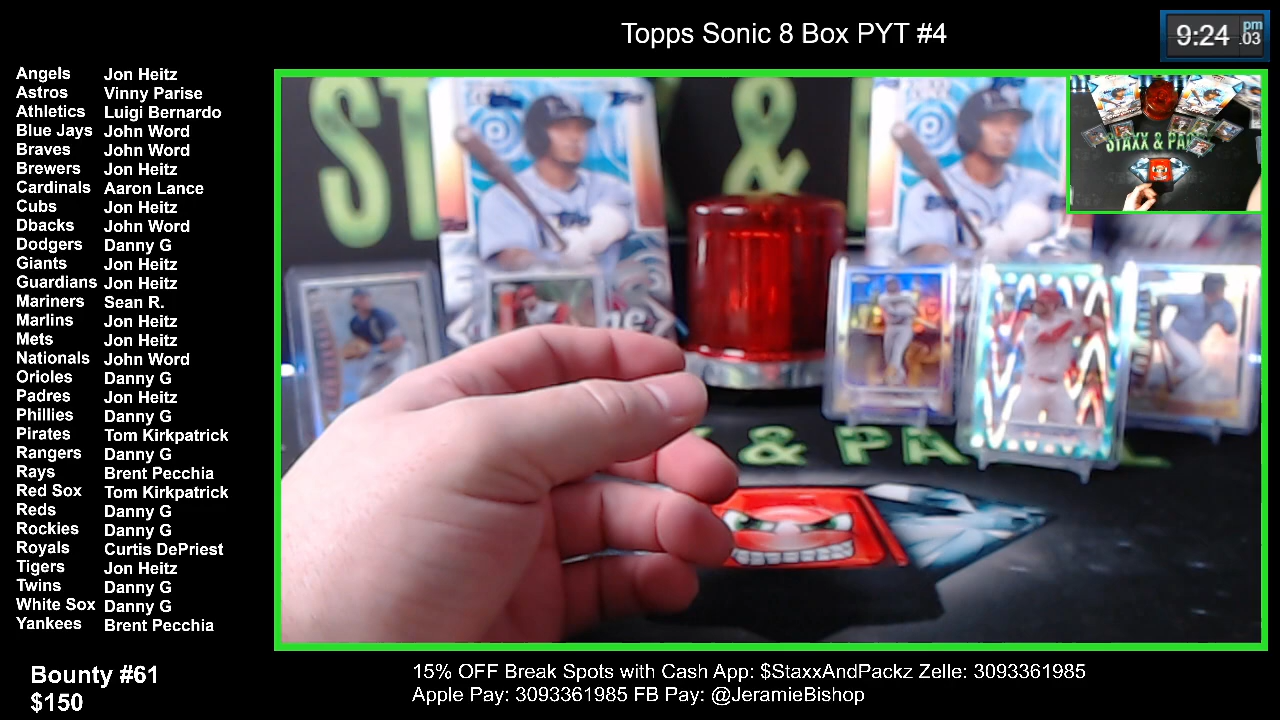 Topps Sonic 8 Box PYT #4
9:24 pm .03
Angels Jon Heitz
Astros Vinny Parise
Athletics Luigi Bernardo
Blue Jays John Word
Braves John Word
Brewers Jon Heitz
Cardinals Aaron Lance
Cubs Jon Heitz
Dbacks John Word
Dodgers Danny G
Giants Jon Heitz
Guardians Jon Heitz
Mariners Sean R.
Marlins Jon Heitz
Mets Jon Heitz
Nationals John Word
Orioles Danny G
Padres Jon Heitz
Phillies Danny G
Pirates Tom Kirkpatrick
Rangers Danny G
Rays Brent Pecchia
Red Sox Tom Kirkpatrick
Reds Danny G
Rockies Danny G
Royals Curtis DePriest
Tigers Jon Heitz
Twins Danny G
White Sox Danny G
Yankees Brent Pecchia
ST &
& PA L
STAXX & PAC
Bounty #61
$150
15% OFF Break Spots with Cash App: $StaxxAndPackz Zelle: 3093361985
Apple Pay: 3093361985 FB Pay: @JeramieBishop